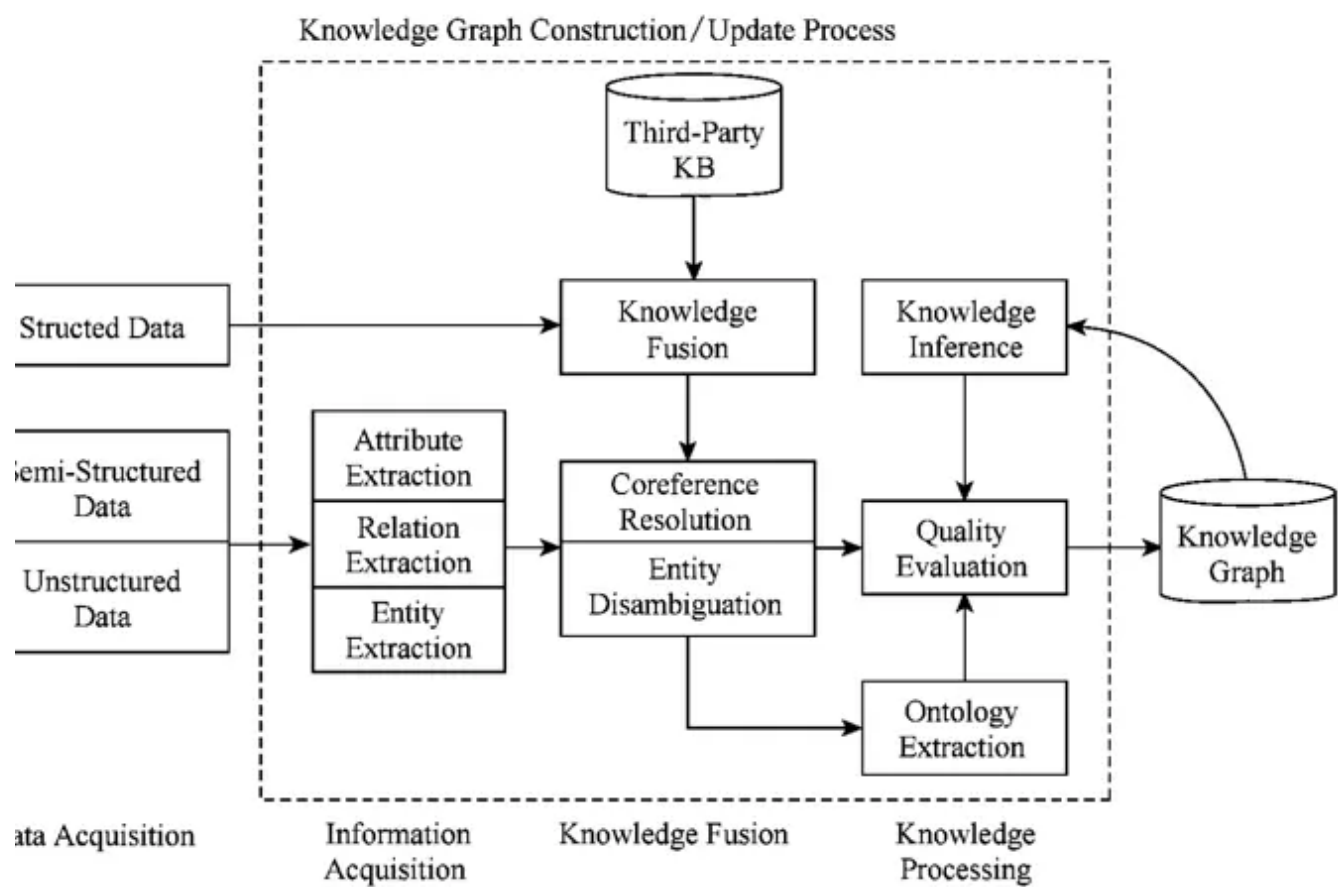 Knowledge Graph Construction/Update Process
Third-Party
KB
Structed Data
Knowledge
Fusion
Knowledge
Inference
Semi-Structured
Data
Unstructured
Data
Attribute
Extraction
Relation
Extraction
Entity
Extraction
Coreference
Resolution
Entity
Disambiguation
Quality
Evaluation
Knowledge
Graph
Ontology
Extraction
ata Acquisition
Information
Acquisition
Knowledge Fusion
Knowledge
Processing